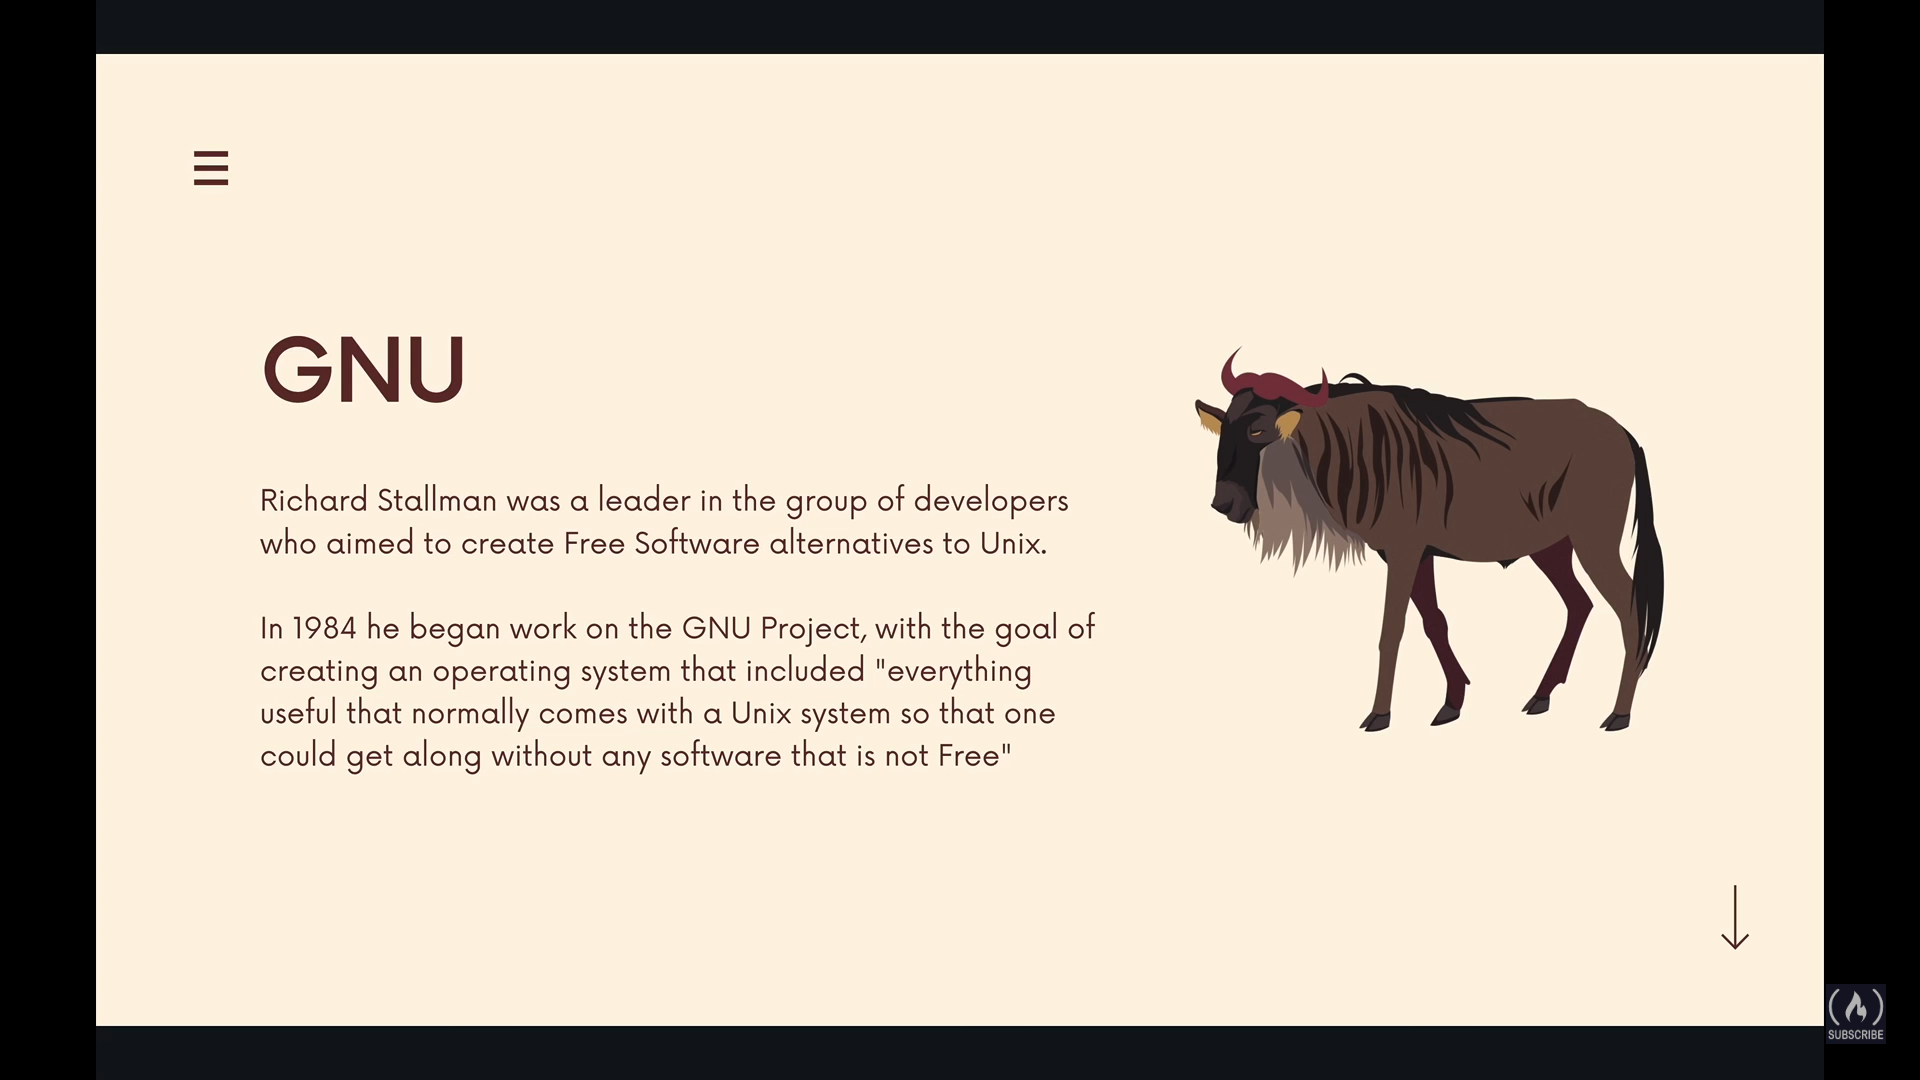 GNU
Richard Stallman was a leader in the group of developers
who aimed to create Free Software alternatives to Unix.
In 1984 he began work on the GNU Project, with the goal of
creating an operating system that included "everything
useful that normally comes with a Unix system so that one
could get along without any software that is not Free"
SUBSCRIBE